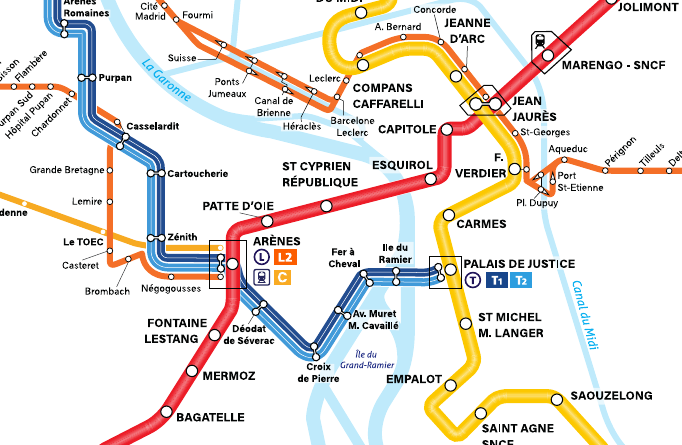 Arènes
Romaines
Cité
Madrid
Fourmi
DU MIDI
Concorde
A. Bernard
JEANNE
D'ARC
JOLIMONT
MARENGO - SNCF
Flambère
Purpan
Suisse
La Garonne
Ponts
Jumeaux
Leclerc
COMPANS
CAFFARELLI
Canal de
Brienne
Héraclès
Barcelone
Leclerc
JEAN
JAURÈS
Hôpital Pupan
Chardonnet
Casselardit
CAPITOLE
St-Georges
Aqueduc
Pérignon
Tilleuls
Grande Bretagne
Cartoucherie
ST CYPRIEN
RÉPUBLIQUE
ESQUIROL
F.
VERDIER
Port
St-Etienne
Pl. Dupuy
Lemire
PATTE D'OIE
CARMES
Le TOEC
Zénith
ARÈNES
L L2
C
Fer à
Cheval
Ile du
Ramier
PALAIS DE JUSTICE
T T1 T2
Casteret
Brombach
Négogousses
Canal du Midi
FONTAINE
LESTANG
Déodat
de Séverac
Av. Muret
M. Cavaillé
ST MICHEL
M. LANGER
Île du
Grand-Ramier
Croix
de Pierre
MERMOZ
EMPALOT
SAOUZELONG
BAGATELLE
SAINT AGNE
SNCF